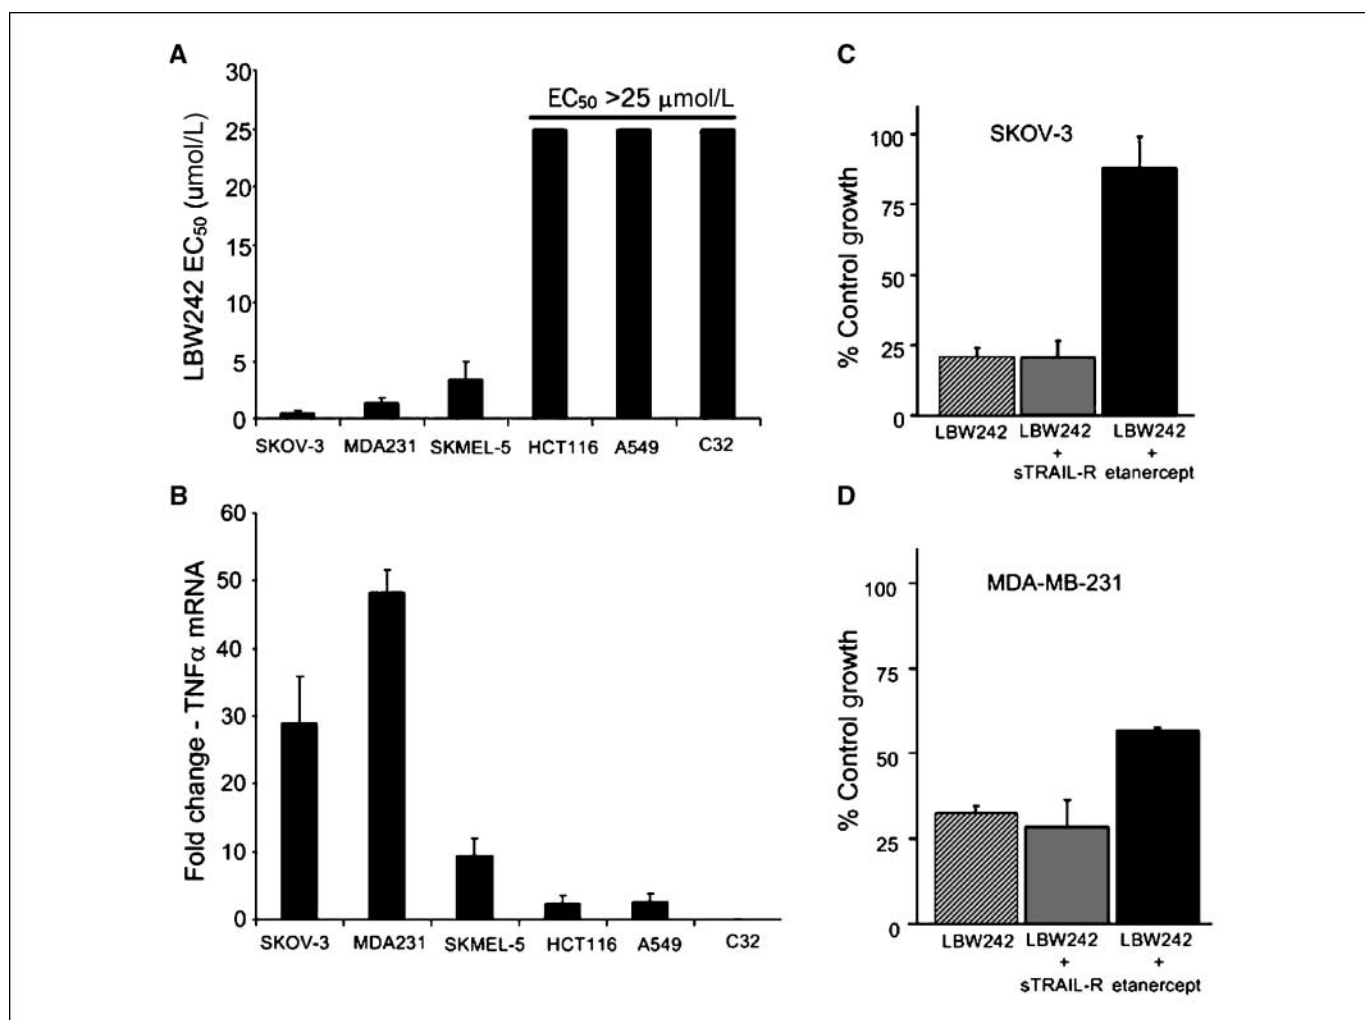 A
LBW242 EC₅₀ (umol/L)
30
25
20
15
10
5
0
EC₅₀ >25 μmol/L
SKOV-3 MDA231 SKMEL-5 HCT116 A549 C32
B
Fold change - TNFα mRNA
60
50
40
30
20
10
0
SKOV-3 MDA231 SKMEL-5 HCT116 A549 C32
C
% Control growth
100
75
50
25
0
SKOV-3
LBW242 LBW242 LBW242
+ +
sTRAIL-R etanercept
D
% Control growth
100
75
50
25
0
MDA-MB-231
LBW242 LBW242 LBW242
+ +
sTRAIL-R etanercept